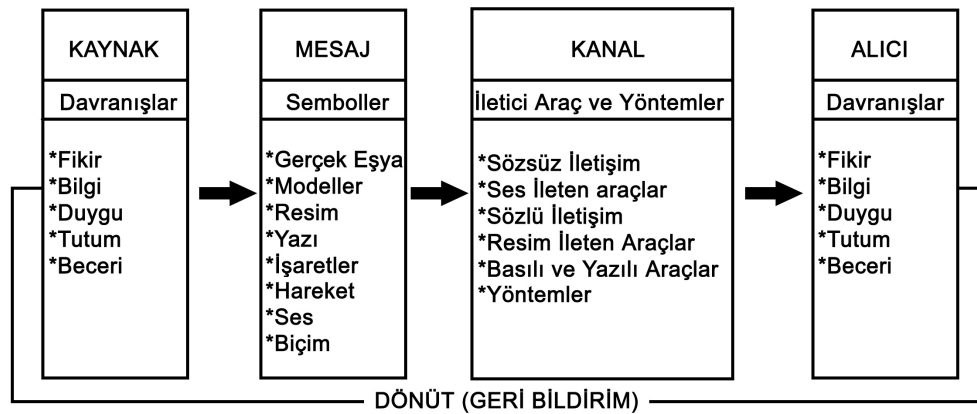 KAYNAK
Davranışlar
*Fikir
*Bilgi
*Duygu
*Tutum
*Beceri
MESAJ
Semboller
*Gerçek Eşya
*Modeller
*Resim
*Yazı
*İşaretler
*Hareket
*Ses
*Biçim
KANAL
İletici Araç ve Yöntemler
*Sözsüz İletişim
*Ses İleten araçlar
*Sözlü İletişim
*Resim İleten Araçlar
*Basılı ve Yazılı Araçlar
*Yöntemler
ALICI
Davranışlar
*Fikir
*Bilgi
*Duygu
*Tutum
*Beceri
DÖNÜT (GERİ BİLDİRİM)